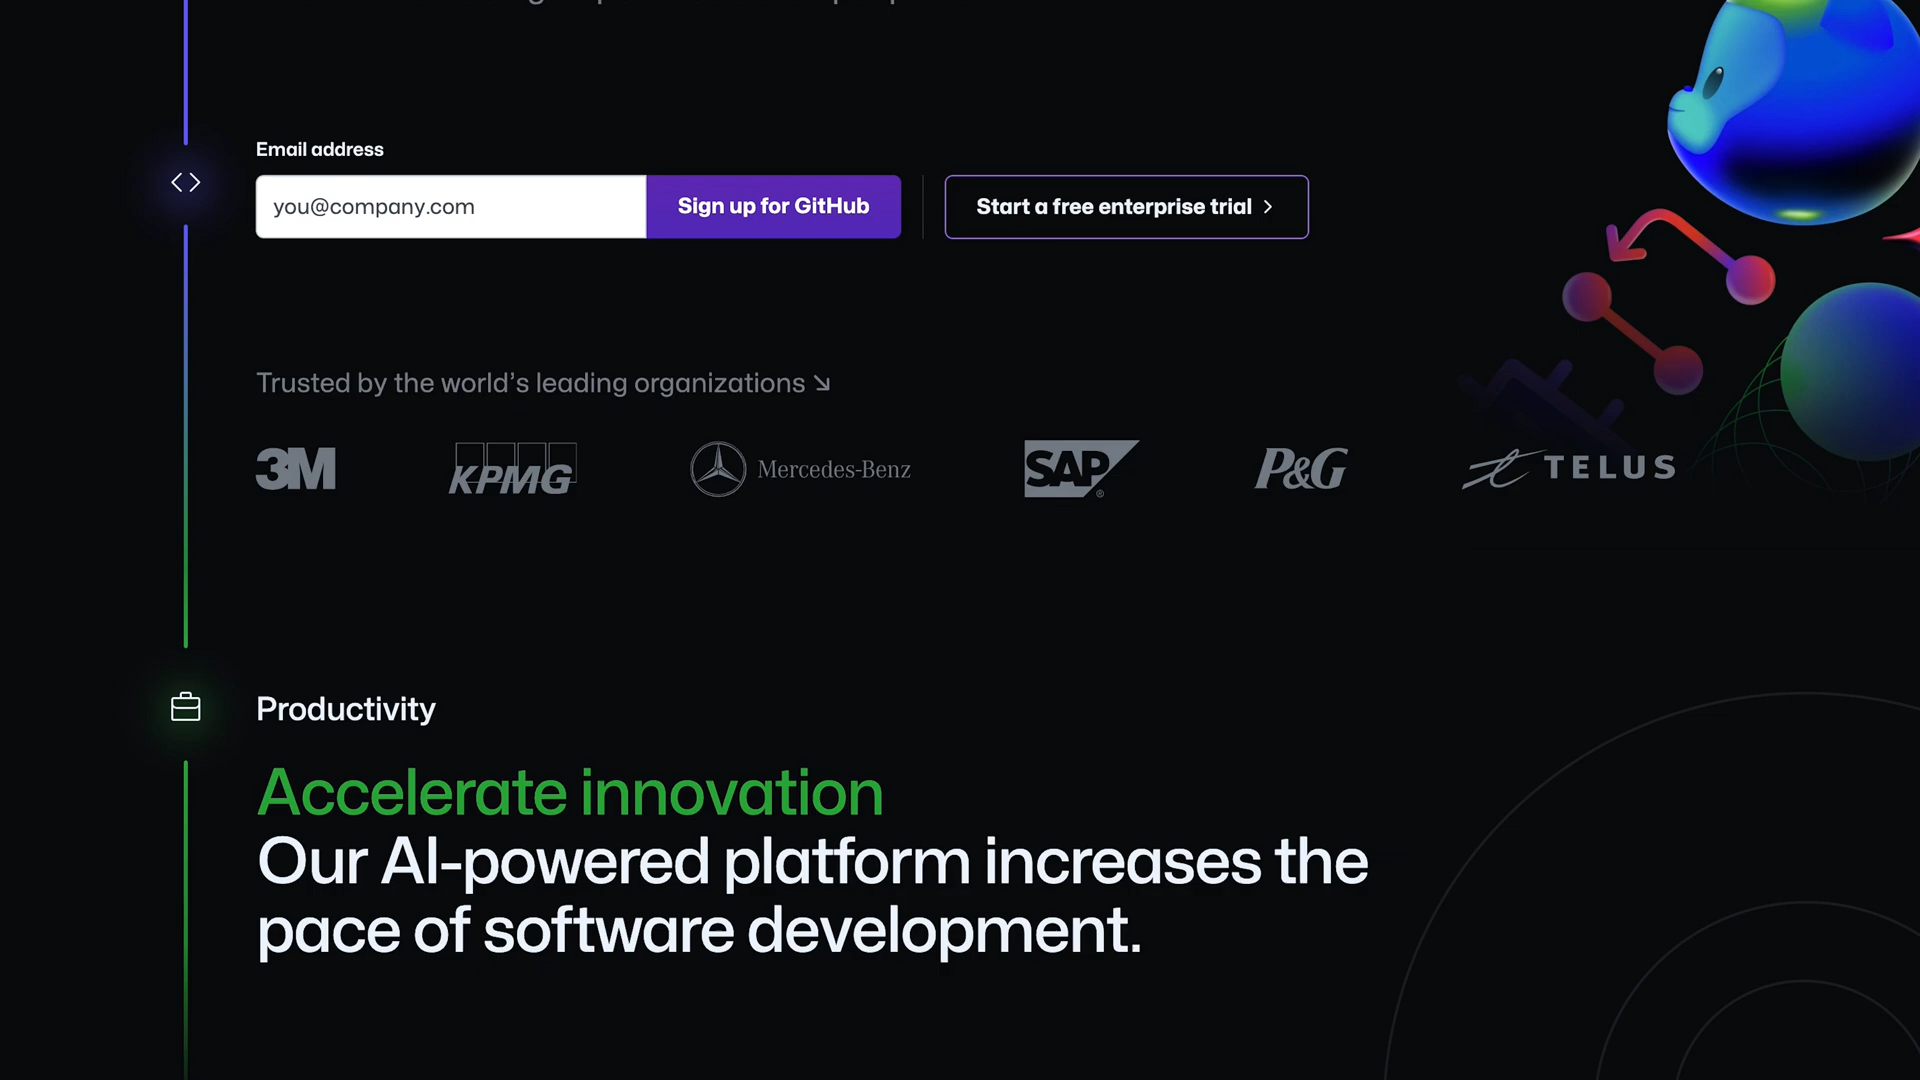 Email address
you@company.com
Sign up for GitHub
Start a free enterprise trial
Trusted by the world’s leading organizations
3M
KPMG
Mercedes-Benz
SAP®
P&G
TELUS
Productivity
Accelerate innovation
Our AI-powered platform increases the
pace of software development.